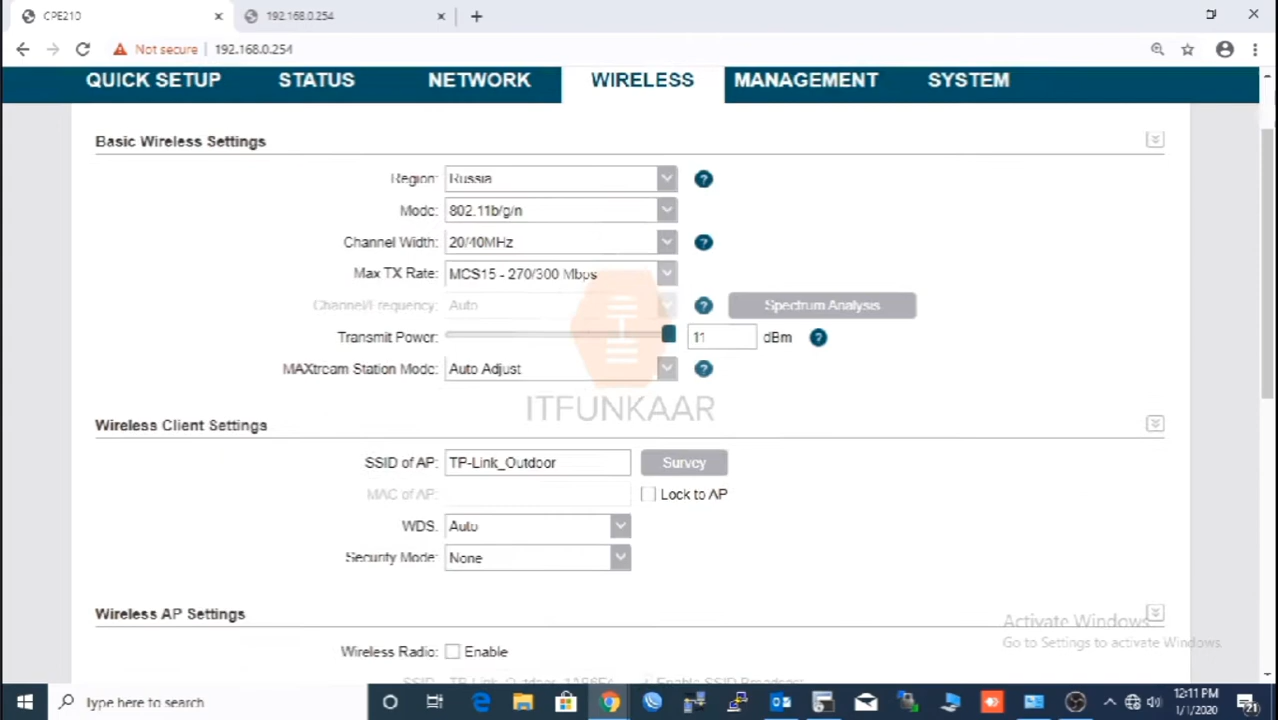 CPE210
192.168.0.254
Not secure 192.168.0.254
QUICK SETUP STATUS NETWORK WIRELESS MANAGEMENT SYSTEM
Basic Wireless Settings
Region: Russia
Mode: 802.11b/g/n
Channel Width: 20/40MHz
Max TX Rate: MCS15 - 270/300 Mbps
Channel/Frequency: Auto Spectrum Analysis
Transmit Power: 11 dBm
MAXtream Station Mode: Auto Adjust
ITFUNKAAR
Wireless Client Settings
SSID of AP: TP-Link_Outdoor Survey
MAC of AP: Lock to AP
WDS: Auto
Security Mode: None
Wireless AP Settings
Activate Windows
Go to Settings to activate Windows.
Wireless Radio: Enable
Enable SSID Broadcast
Type here to search
12:11 PM
1/1/2020
21